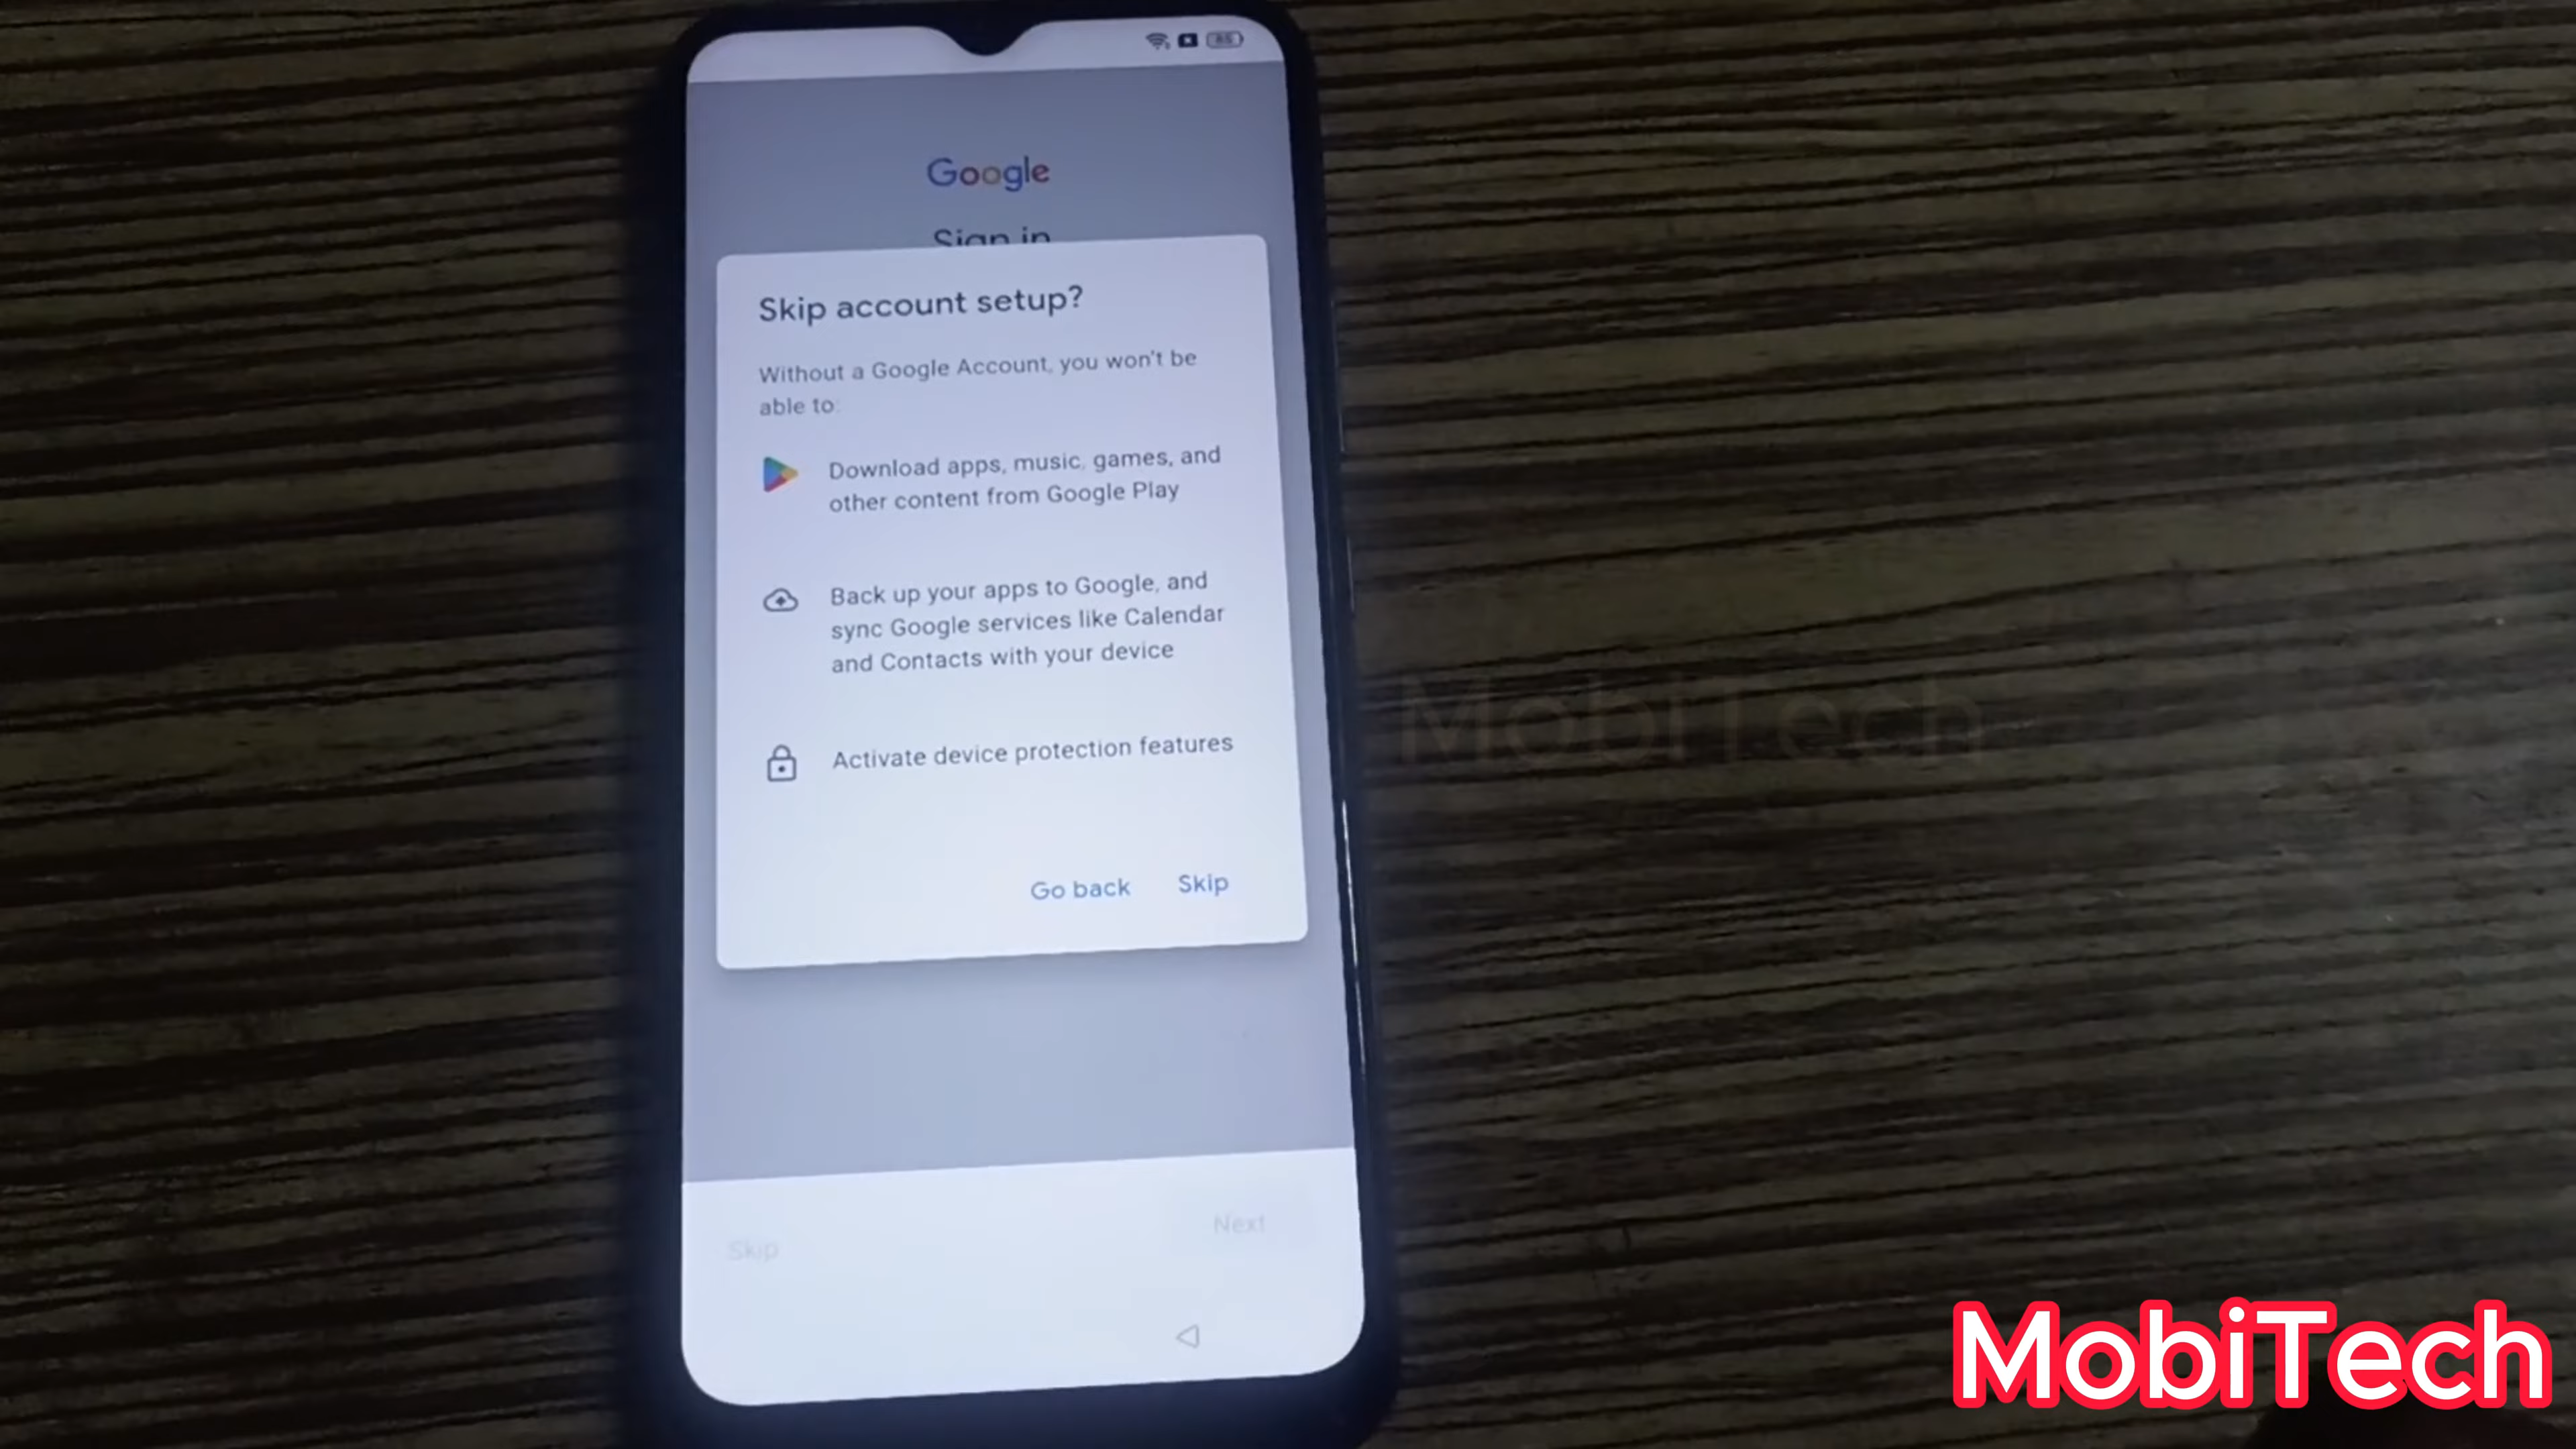 Google
Sign in
Skip account setup?
Without a Google Account, you won't be
able to:
Download apps, music, games, and
other content from Google Play
Back up your apps to Google, and
sync Google services like Calendar
and Contacts with your device
Activate device protection features
Go back Skip
Skip Next
MobiTech
MobiTech